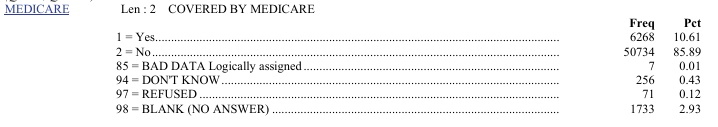 MEDICARE Len : 2 COVERED BY MEDICARE
Freq Pct
1 = Yes 6268 10.61
2 = No 50734 85.89
85 = BAD DATA Logically assigned 7 0.01
94 = DON'T KNOW 256 0.43
97 = REFUSED 71 0.12
98 = BLANK (NO ANSWER) 1733 2.93